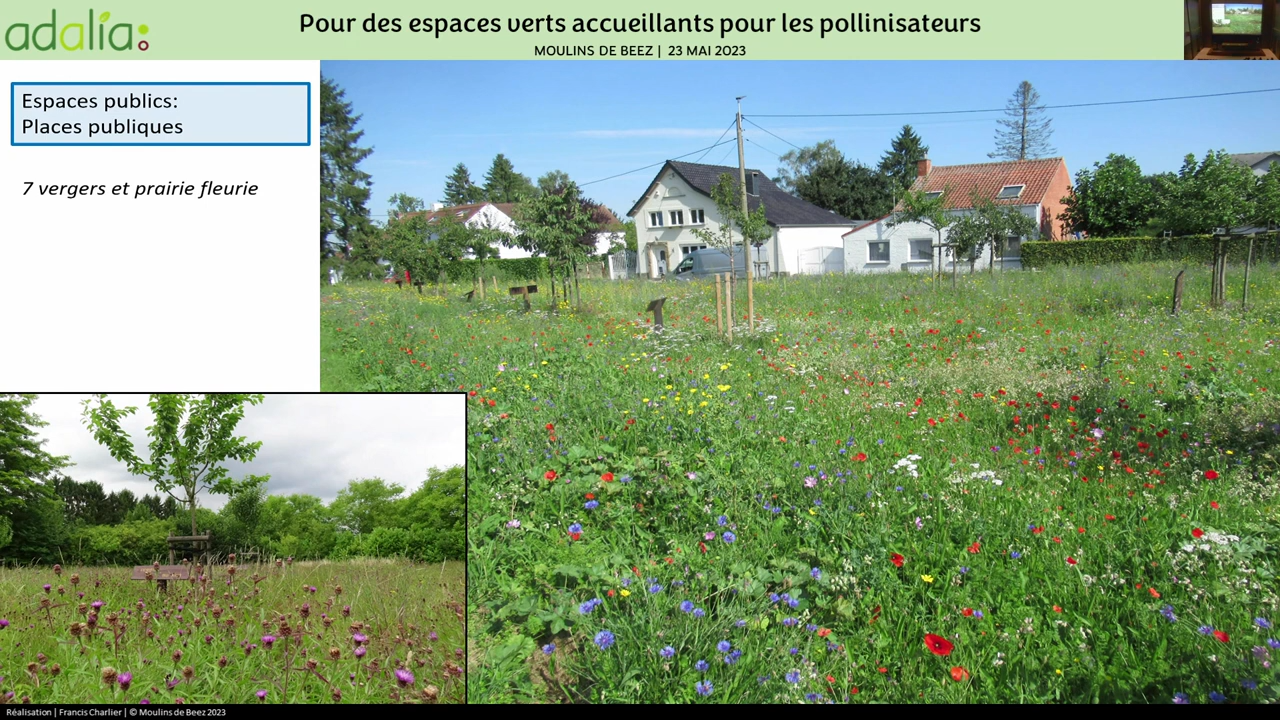 adalia
Pour des espaces verts accueillants pour les pollinisateurs
MOULINS DE BEEZ | 23 MAI 2023
Espaces publics:
Places publiques
7 vergers et prairie fleurie
Réalisation | Francis Charlier | © Moulins de Beez 2023